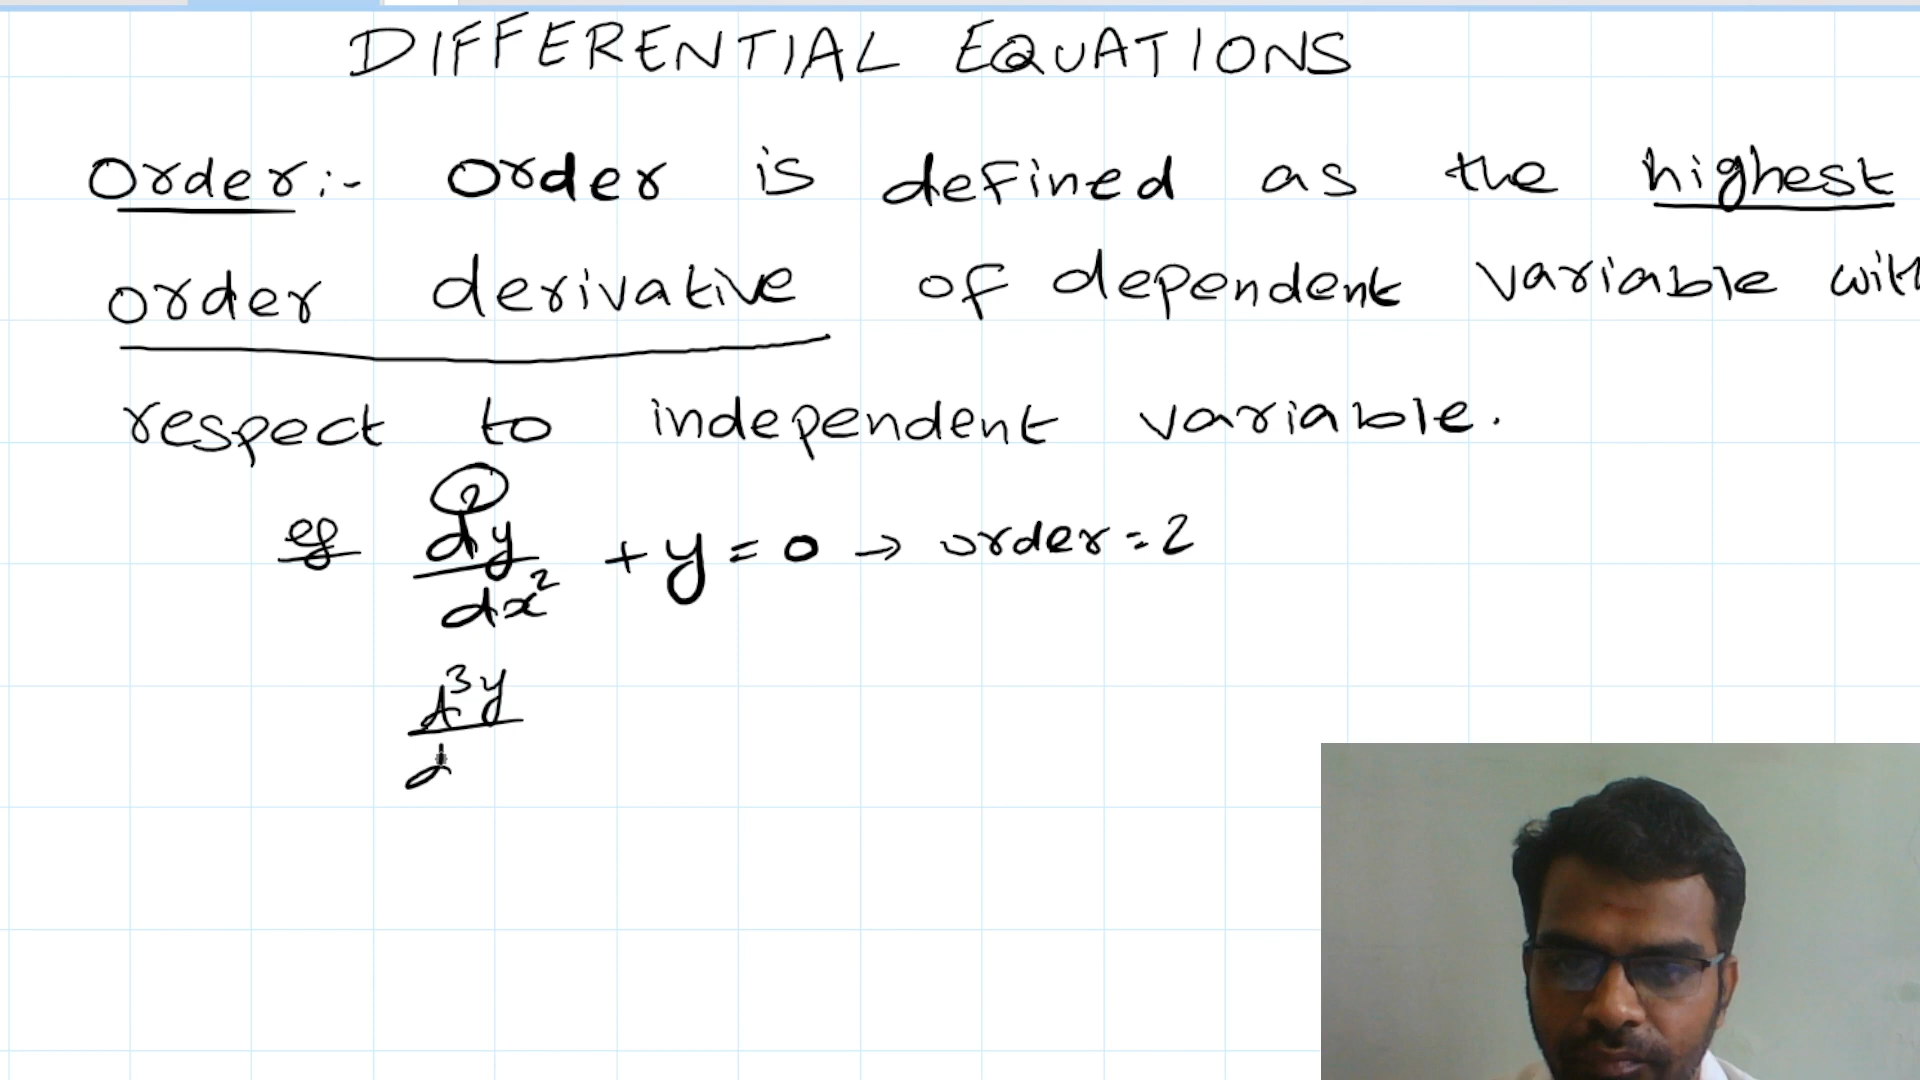 DIFFERENTIAL EQUATIONS
Order:- Order is defined as the highest
order derivative of dependent variable with
respect to independent variable.
eg d²y/dx² + y = 0 → order = 2
d³y/d